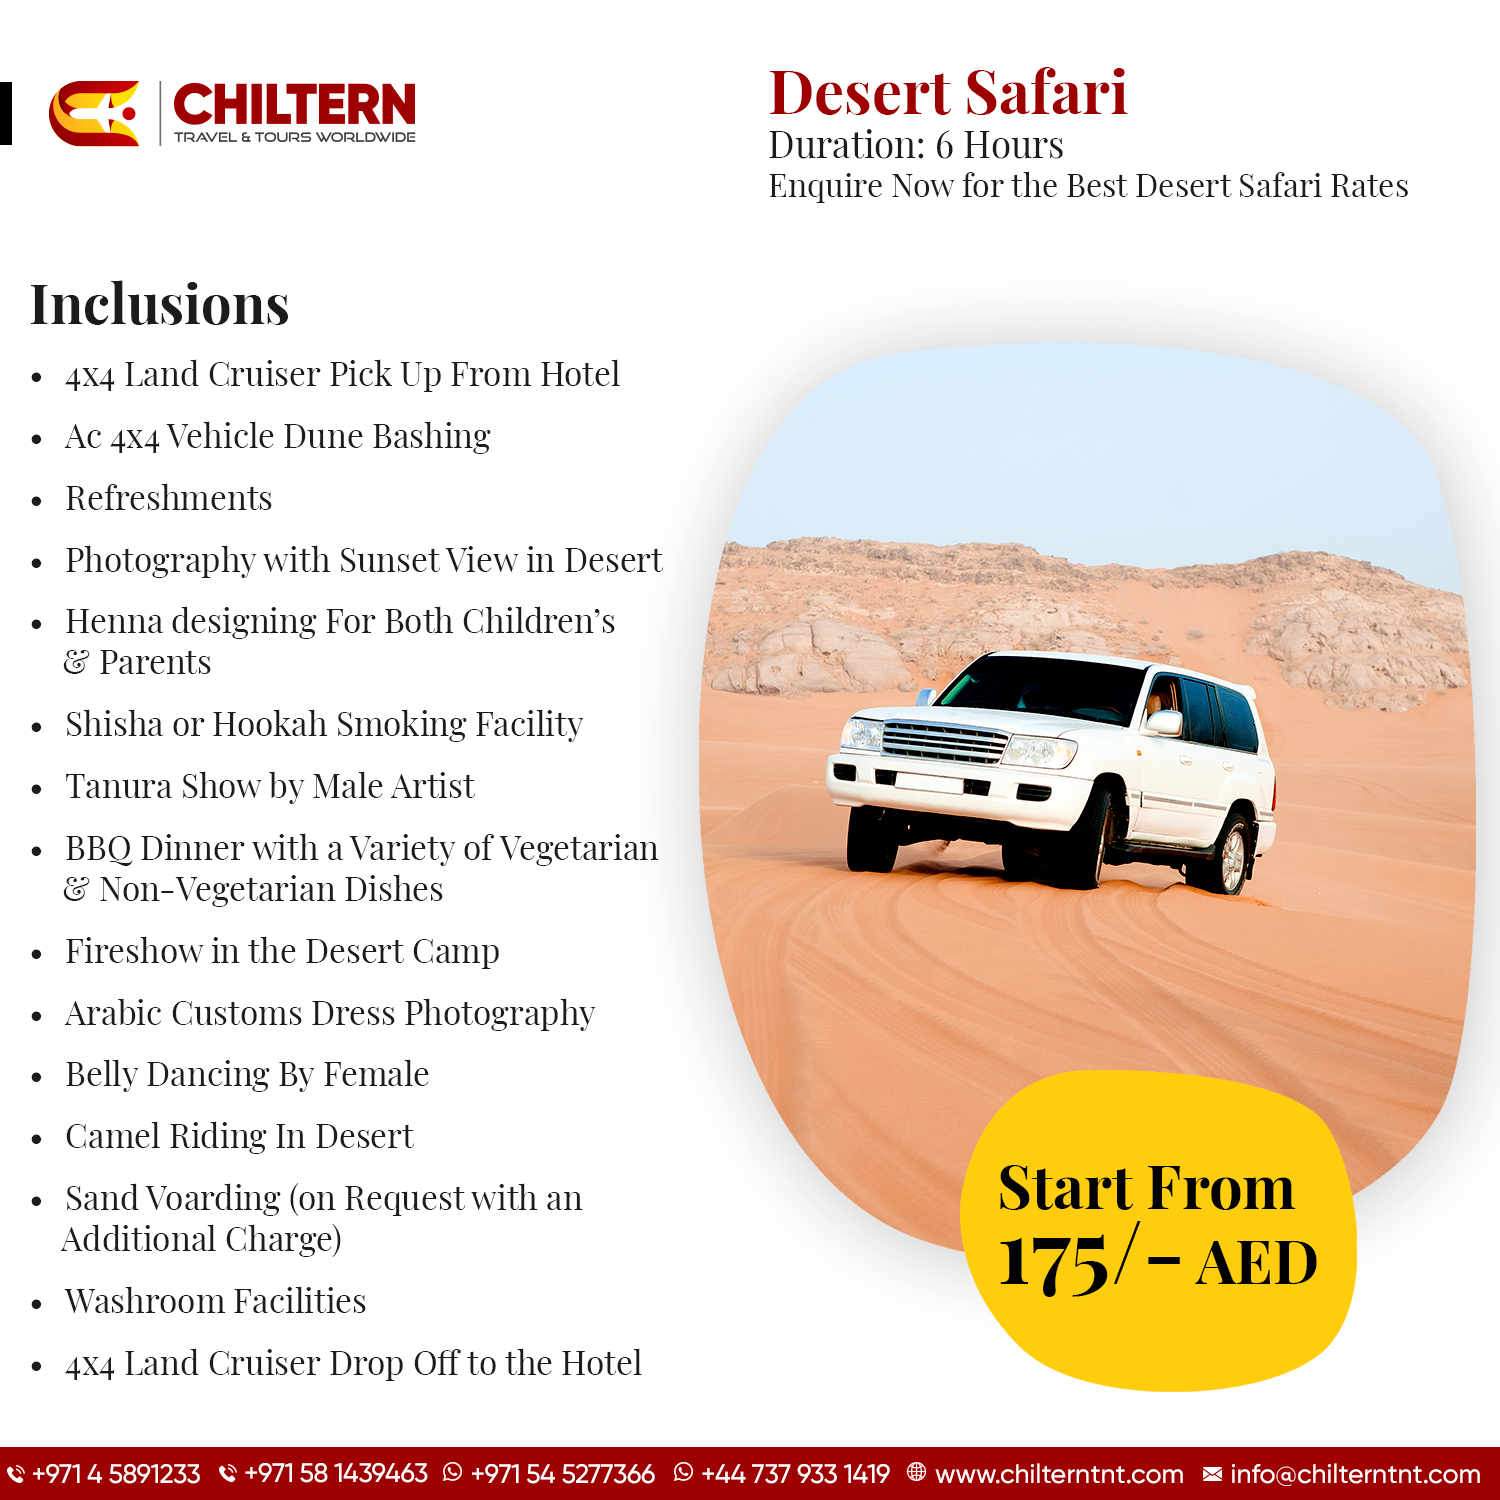 CHILTERN
TRAVEL & TOURS WORLDWIDE
Desert Safari
Duration: 6 Hours
Enquire Now for the Best Desert Safari Rates
Inclusions
• 4x4 Land Cruiser Pick Up From Hotel
• Ac 4x4 Vehicle Dune Bashing
• Refreshments
• Photography with Sunset View in Desert
• Henna designing For Both Children’s
& Parents
• Shisha or Hookah Smoking Facility
• Tanura Show by Male Artist
• BBQ Dinner with a Variety of Vegetarian
& Non-Vegetarian Dishes
• Fireshow in the Desert Camp
• Arabic Customs Dress Photography
• Belly Dancing By Female
• Camel Riding In Desert
• Sand Voarding (on Request with an
Additional Charge)
• Washroom Facilities
• 4x4 Land Cruiser Drop Off to the Hotel
Start From
175/- AED
+971 4 5891233 +971 58 1439463 +971 54 5277366 +44 737 933 1419 www.chilterntnt.com info@chilterntnt.com